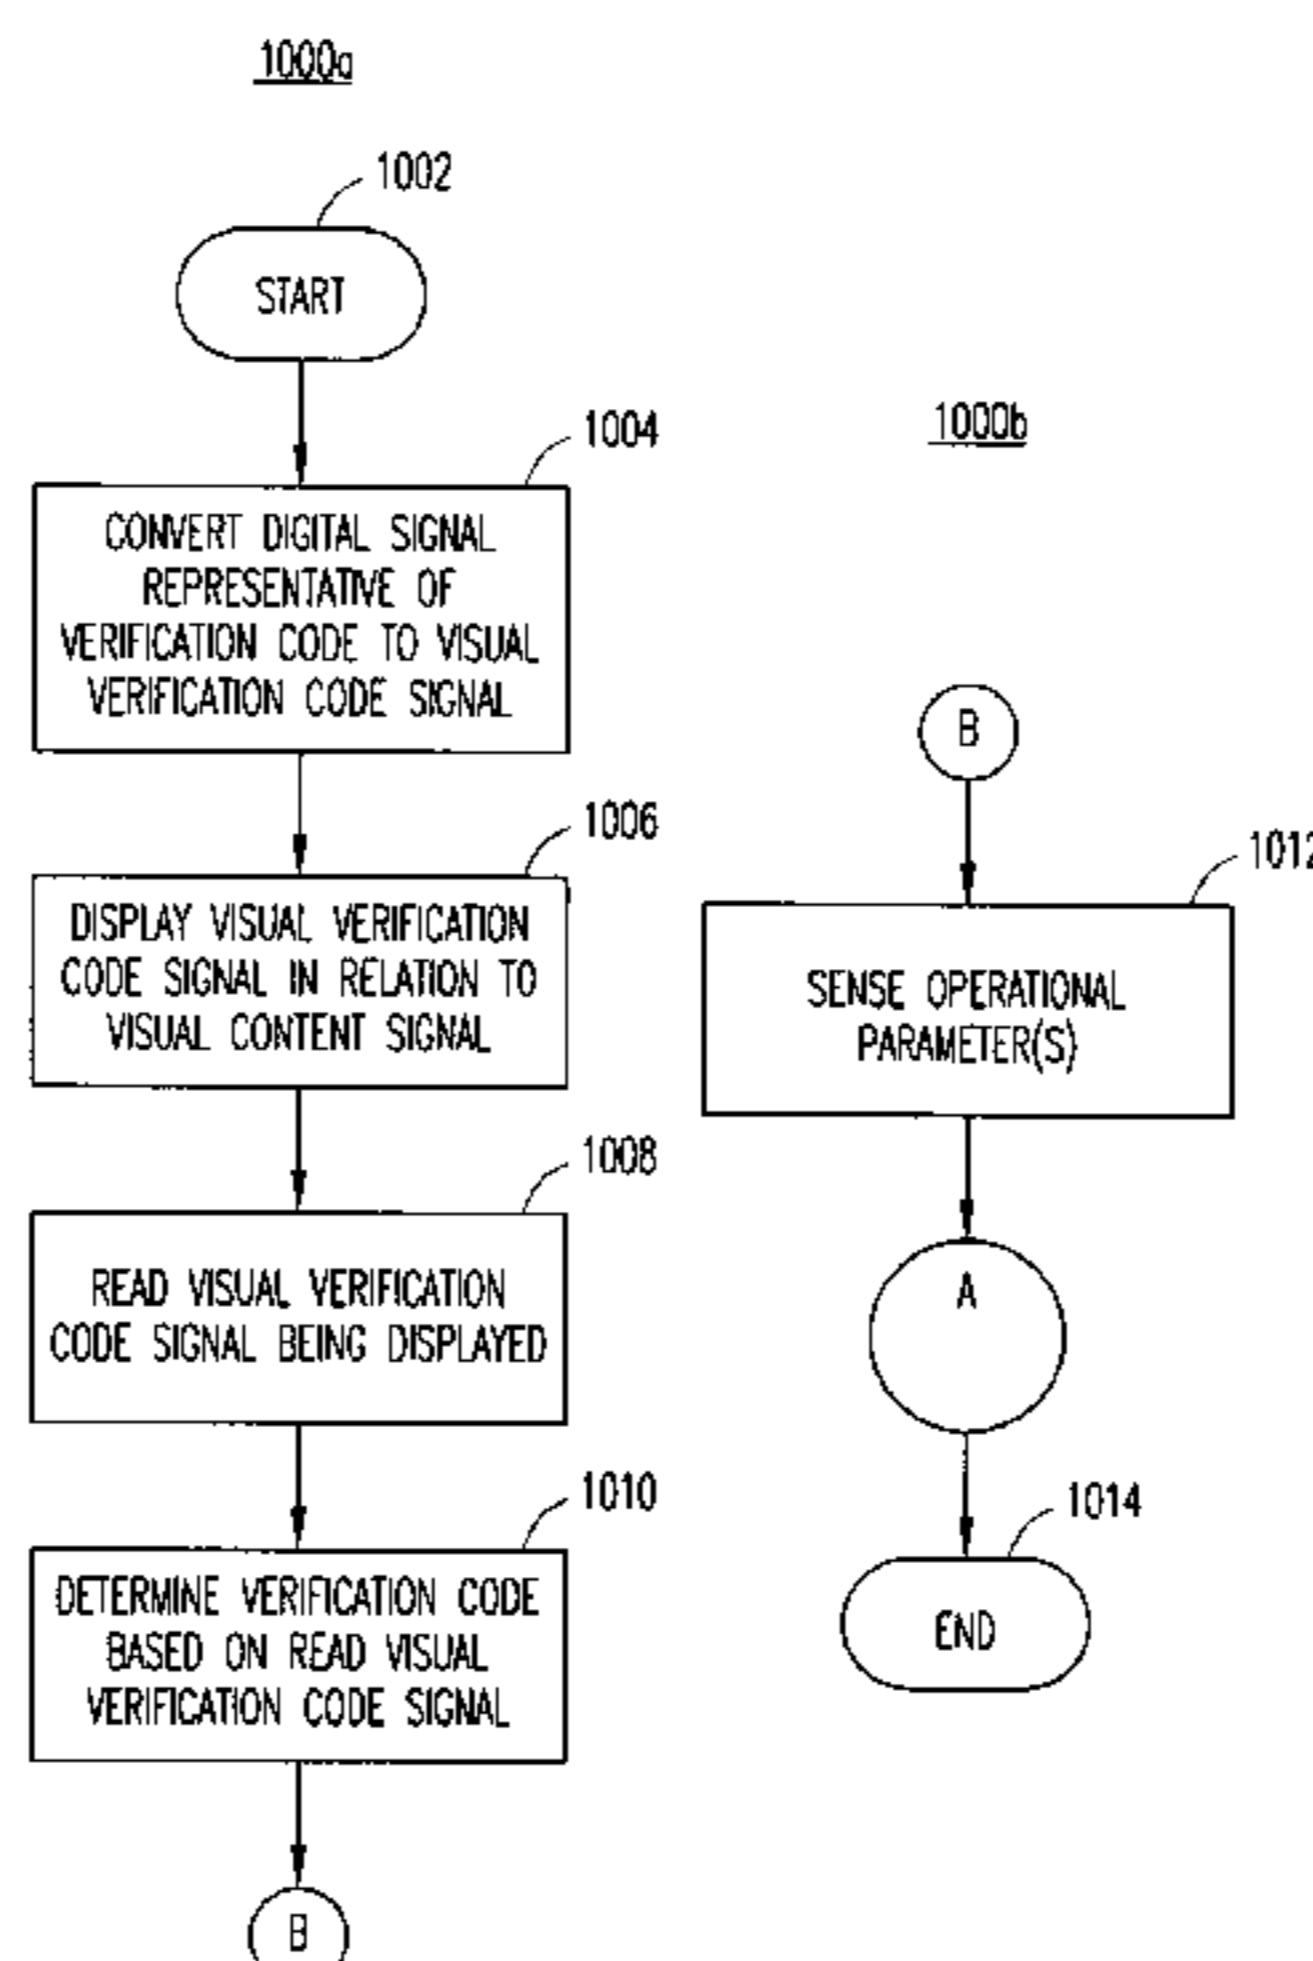 1000a
1002
START
1004
CONVERT DIGITAL SIGNAL
REPRESENTATIVE OF
VERIFICATION CODE TO VISUAL
VERIFICATION CODE SIGNAL
1006
DISPLAY VISUAL VERIFICATION
CODE SIGNAL IN RELATION TO
VISUAL CONTENT SIGNAL
1008
READ VISUAL VERIFICATION
CODE SIGNAL BEING DISPLAYED
1010
DETERMINE VERIFICATION CODE
BASED ON READ VISUAL
VERIFICATION CODE SIGNAL
B
1000b
B
1012
SENSE OPERATIONAL
PARAMETER(S)
A
1014
END